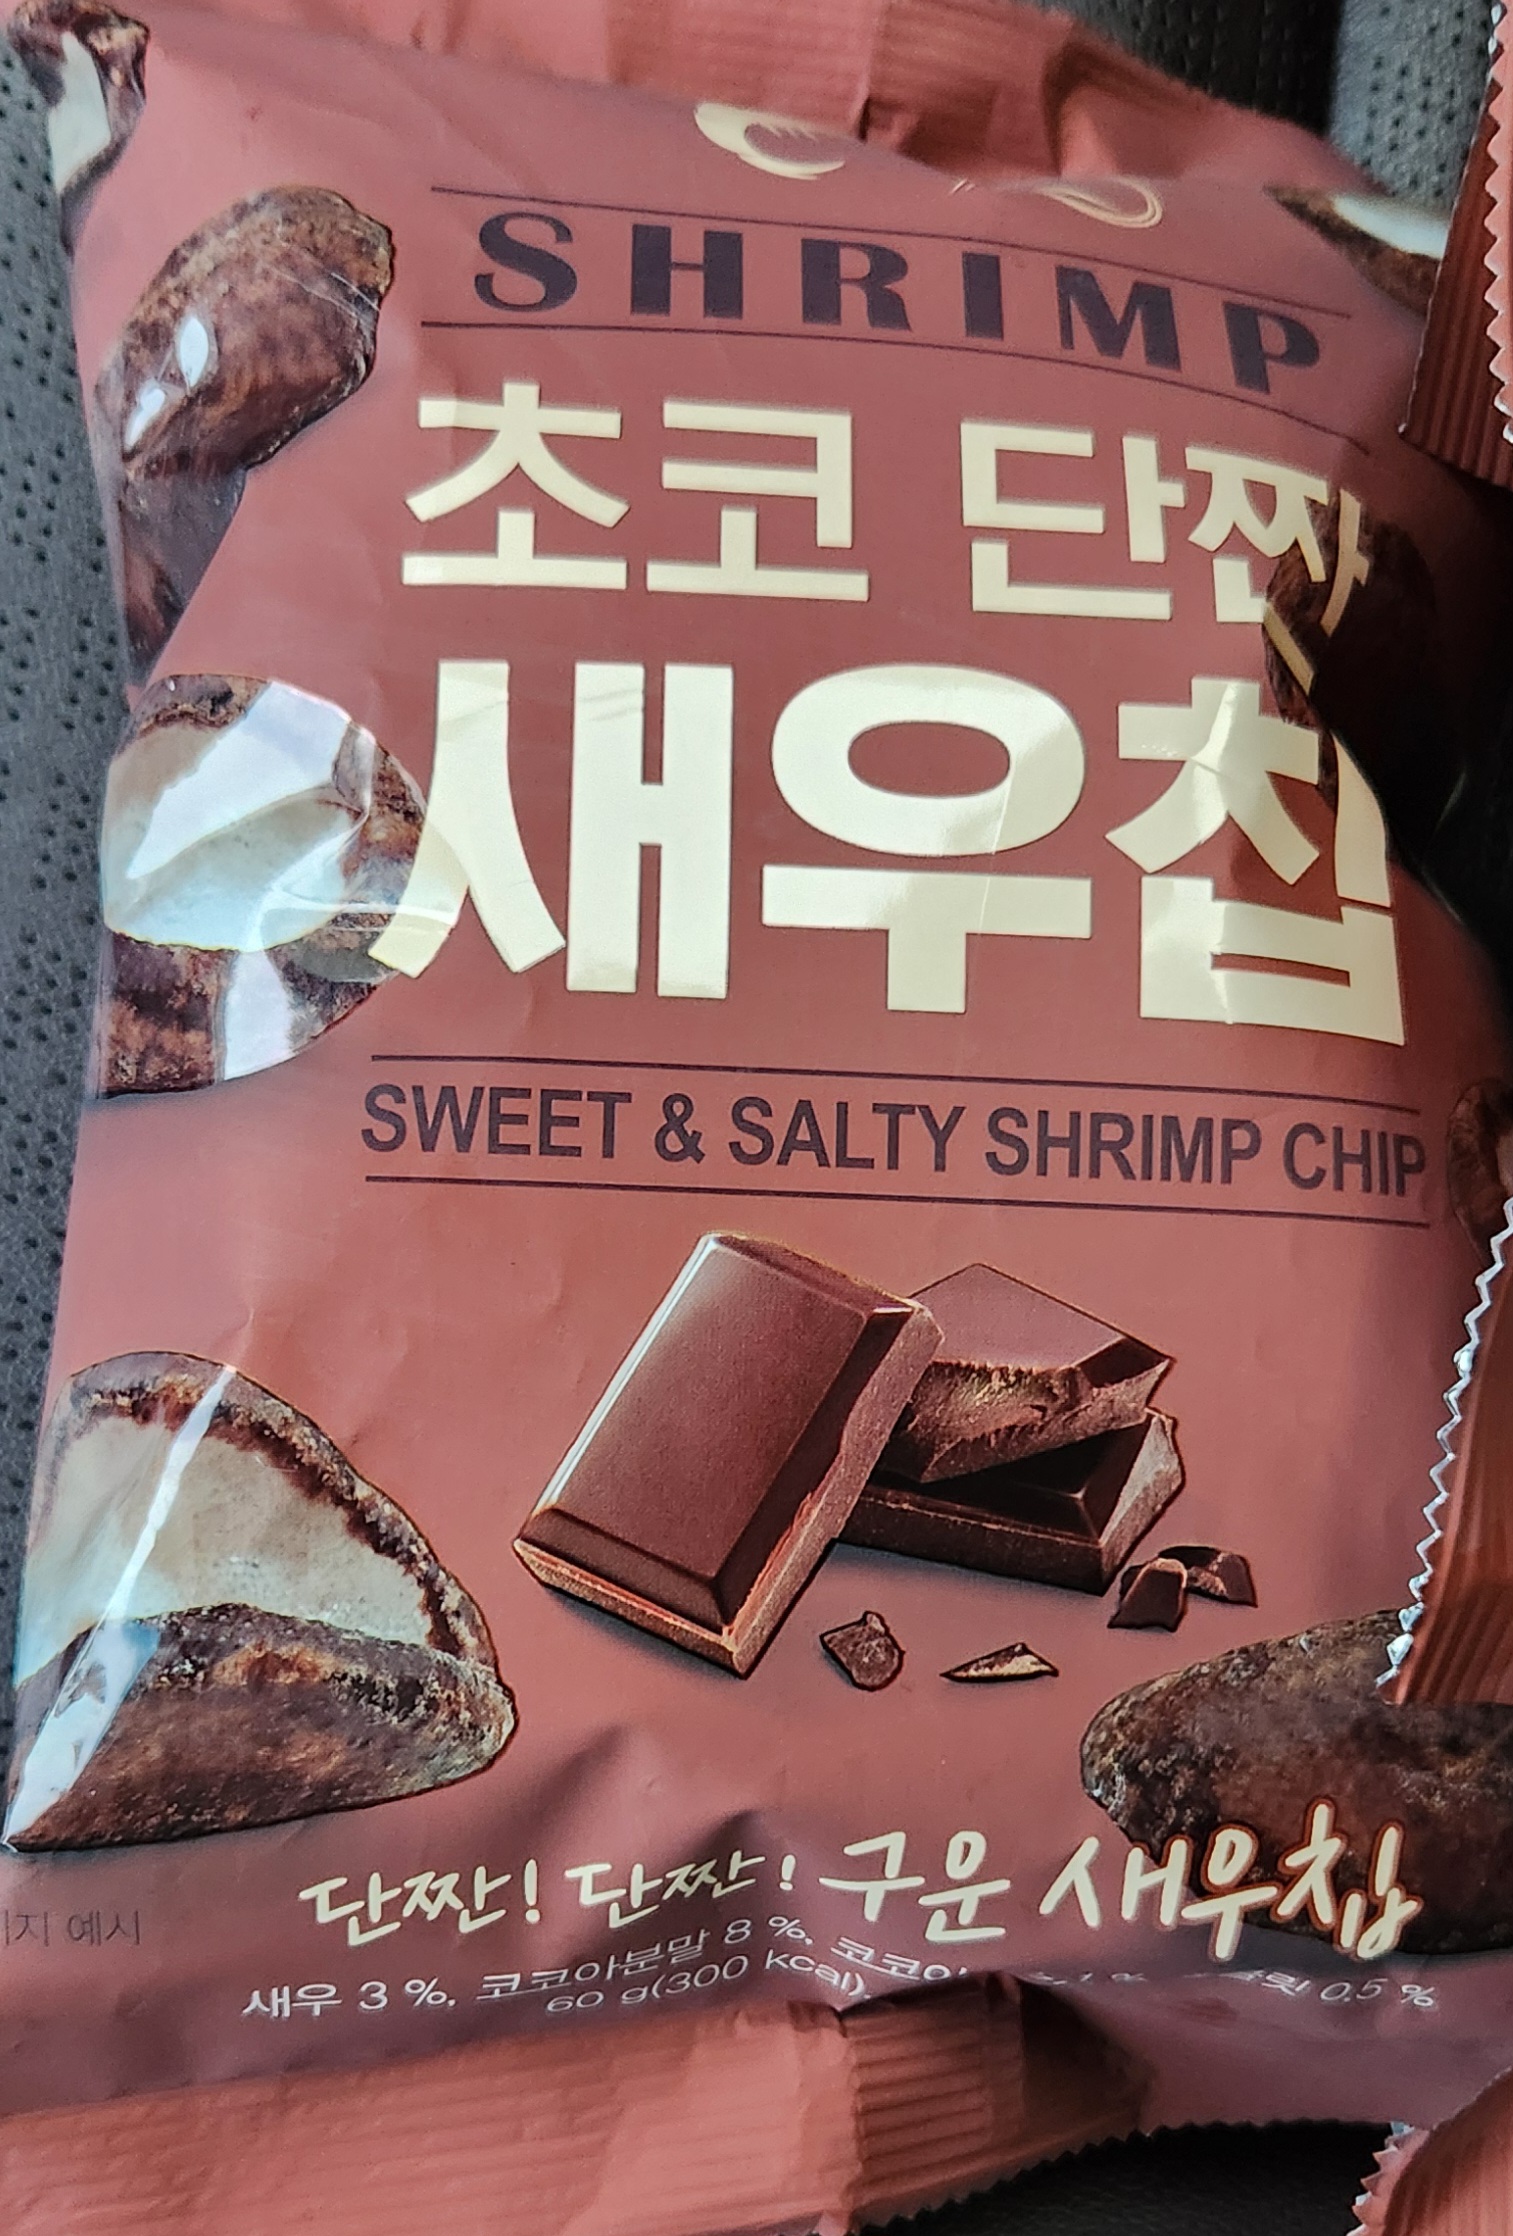 SHRIMP
초코 단짠
새우칩
SWEET & SALTY SHRIMP CHIP
단짠! 단짠! 구운 새우칩
예시
새우 3 %, 코코아분말 8 %, 0.5 %
60 g(300 kcal)